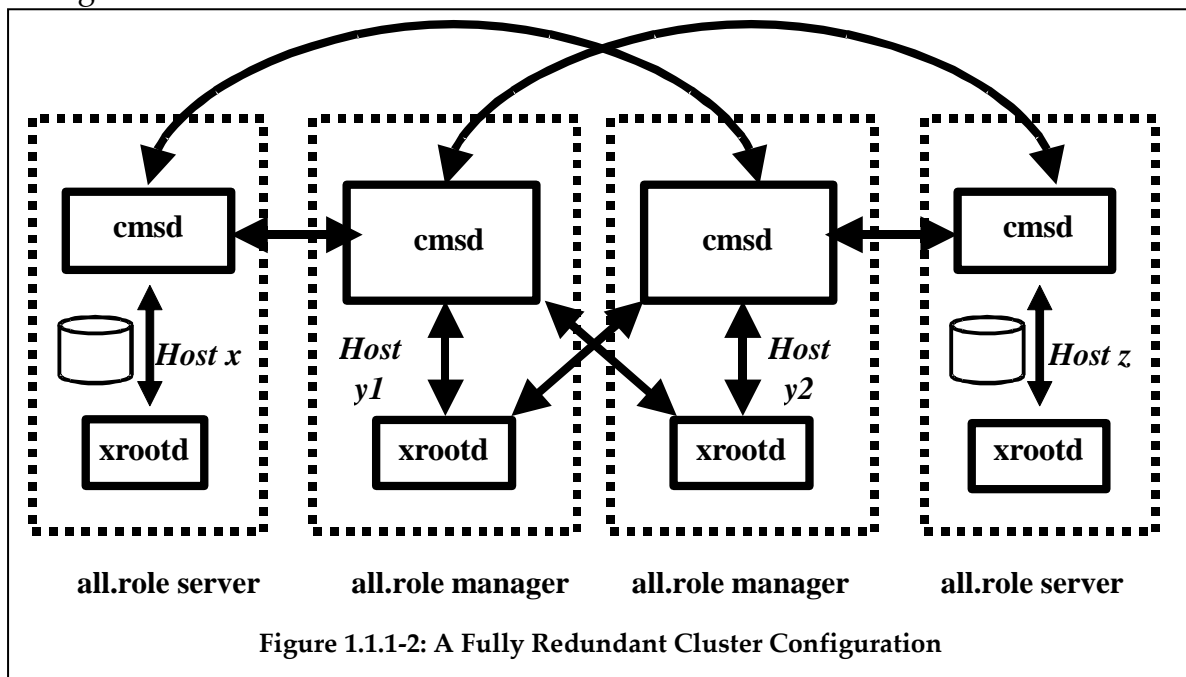 cmsd
cmsd
cmsd
cmsd
Host x
Host
y1
Host
y2
Host z
xrootd
xrootd
xrootd
xrootd
all.role server
all.role manager
all.role manager
all.role server
Figure 1.1.1-2: A Fully Redundant Cluster Configuration